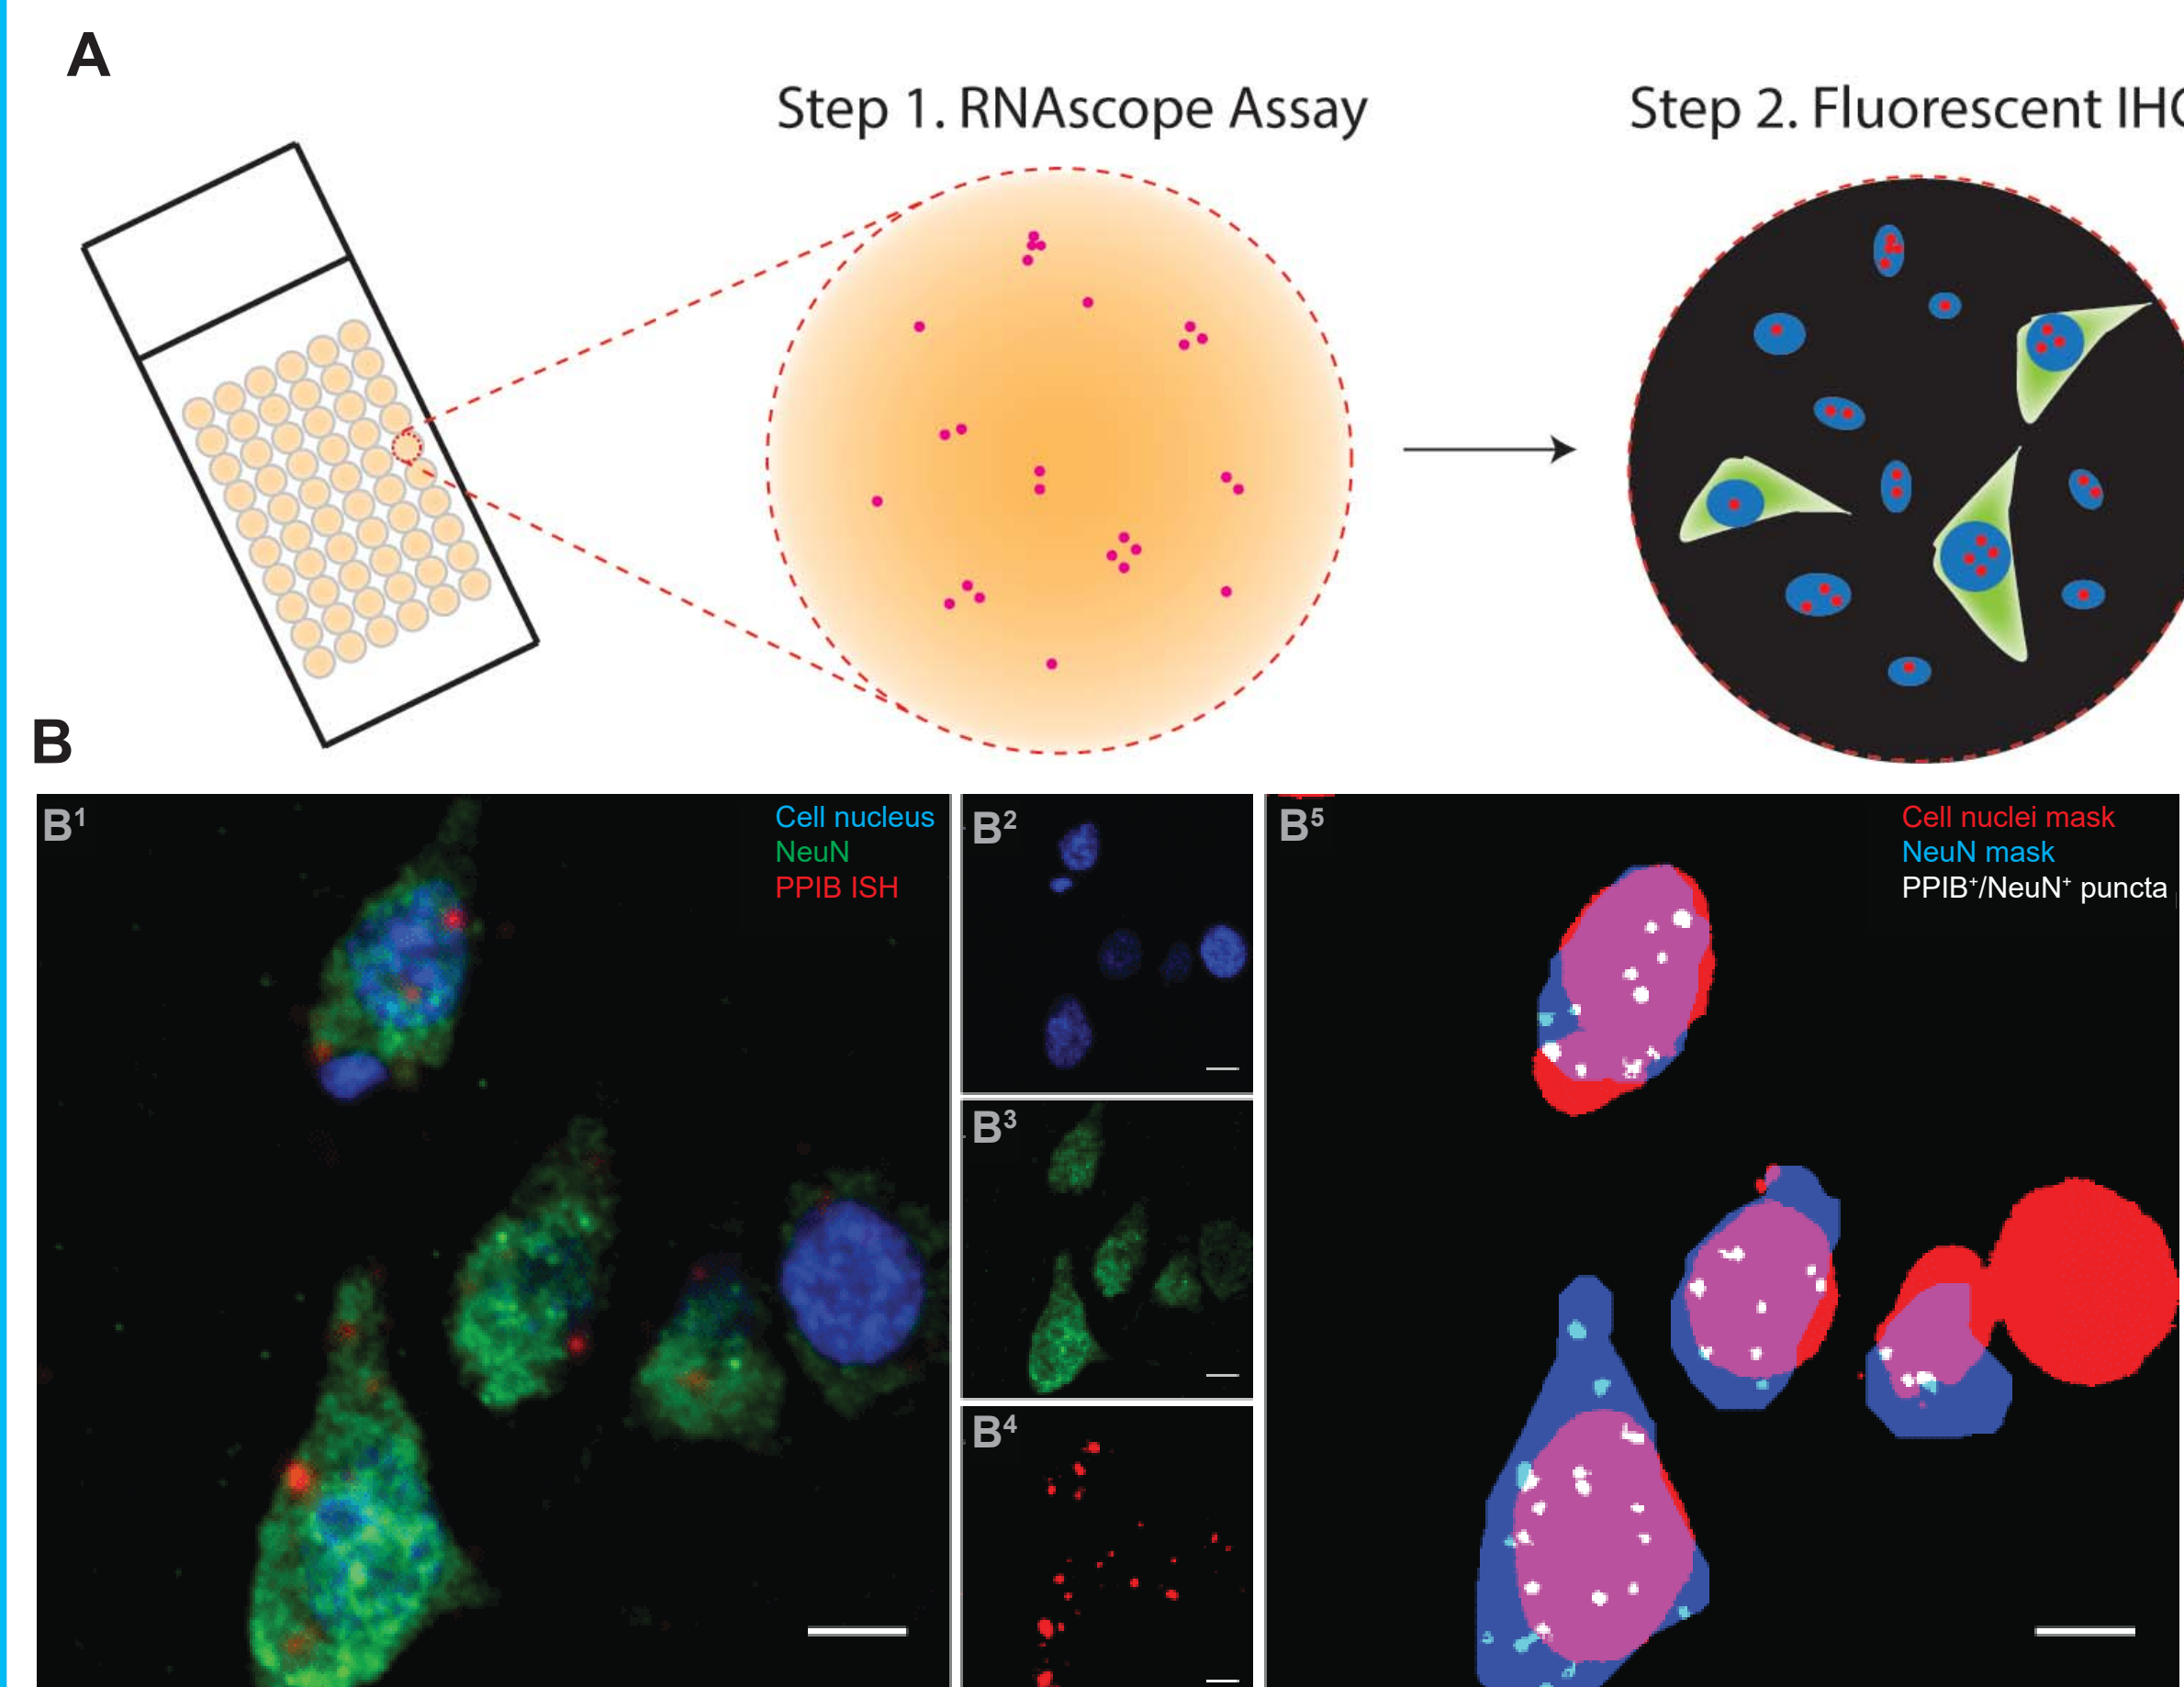 A
Step 1. RNAscope Assay
Step 2. Fluorescent IHC
B
B1
Cell nucleus
NeuN
PPIB ISH
B2
B3
B4
B5
Cell nuclei mask
NeuN mask
PPIB+/NeuN+ puncta